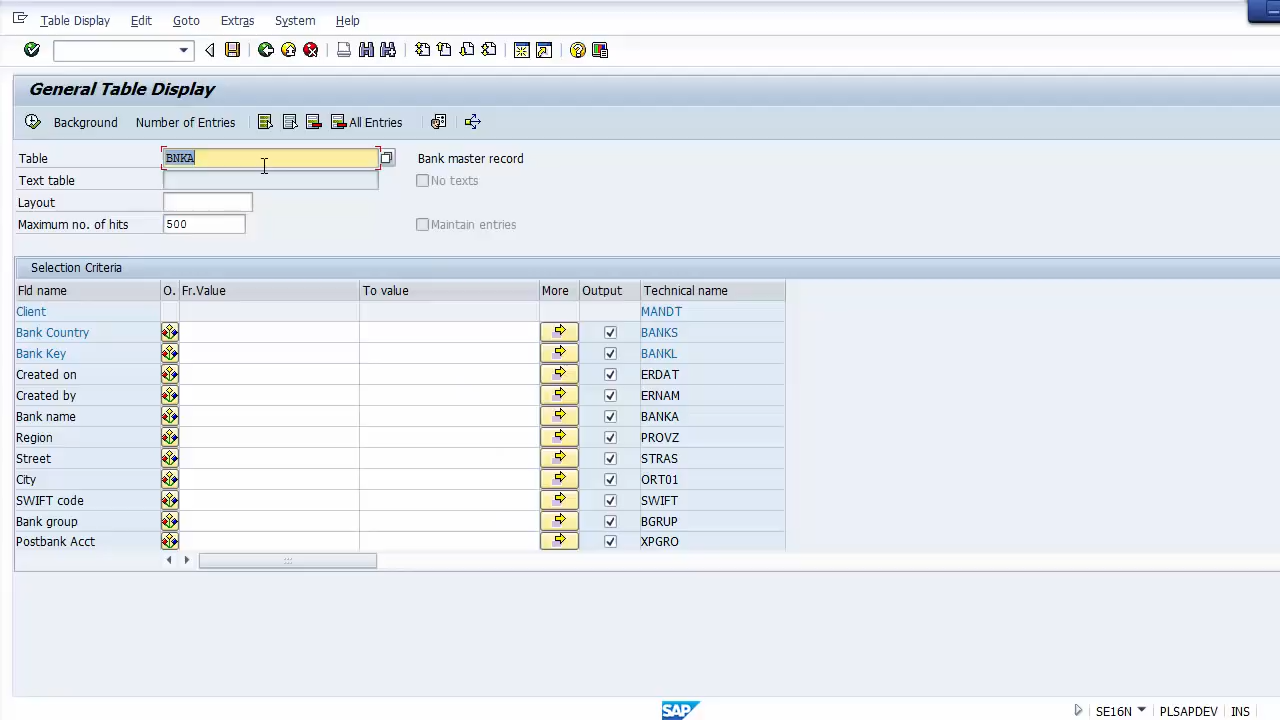 Table Display Edit Goto Extras System Help
General Table Display
Background Number of Entries All Entries
Table BNKA Bank master record
Text table No texts
Layout
Maximum no. of hits 500 Maintain entries
Selection Criteria
Fld name O. Fr.Value To value More Output Technical name
Client MANDT
Bank Country BANKS
Bank Key BANKL
Created on ERDAT
Created by ERNAM
Bank name BANKA
Region PROVZ
Street STRAS
City ORT01
SWIFT code SWIFT
Bank group BGRUP
Postbank Acct XPGRO
SAP SE16N PLSAPDEV INS